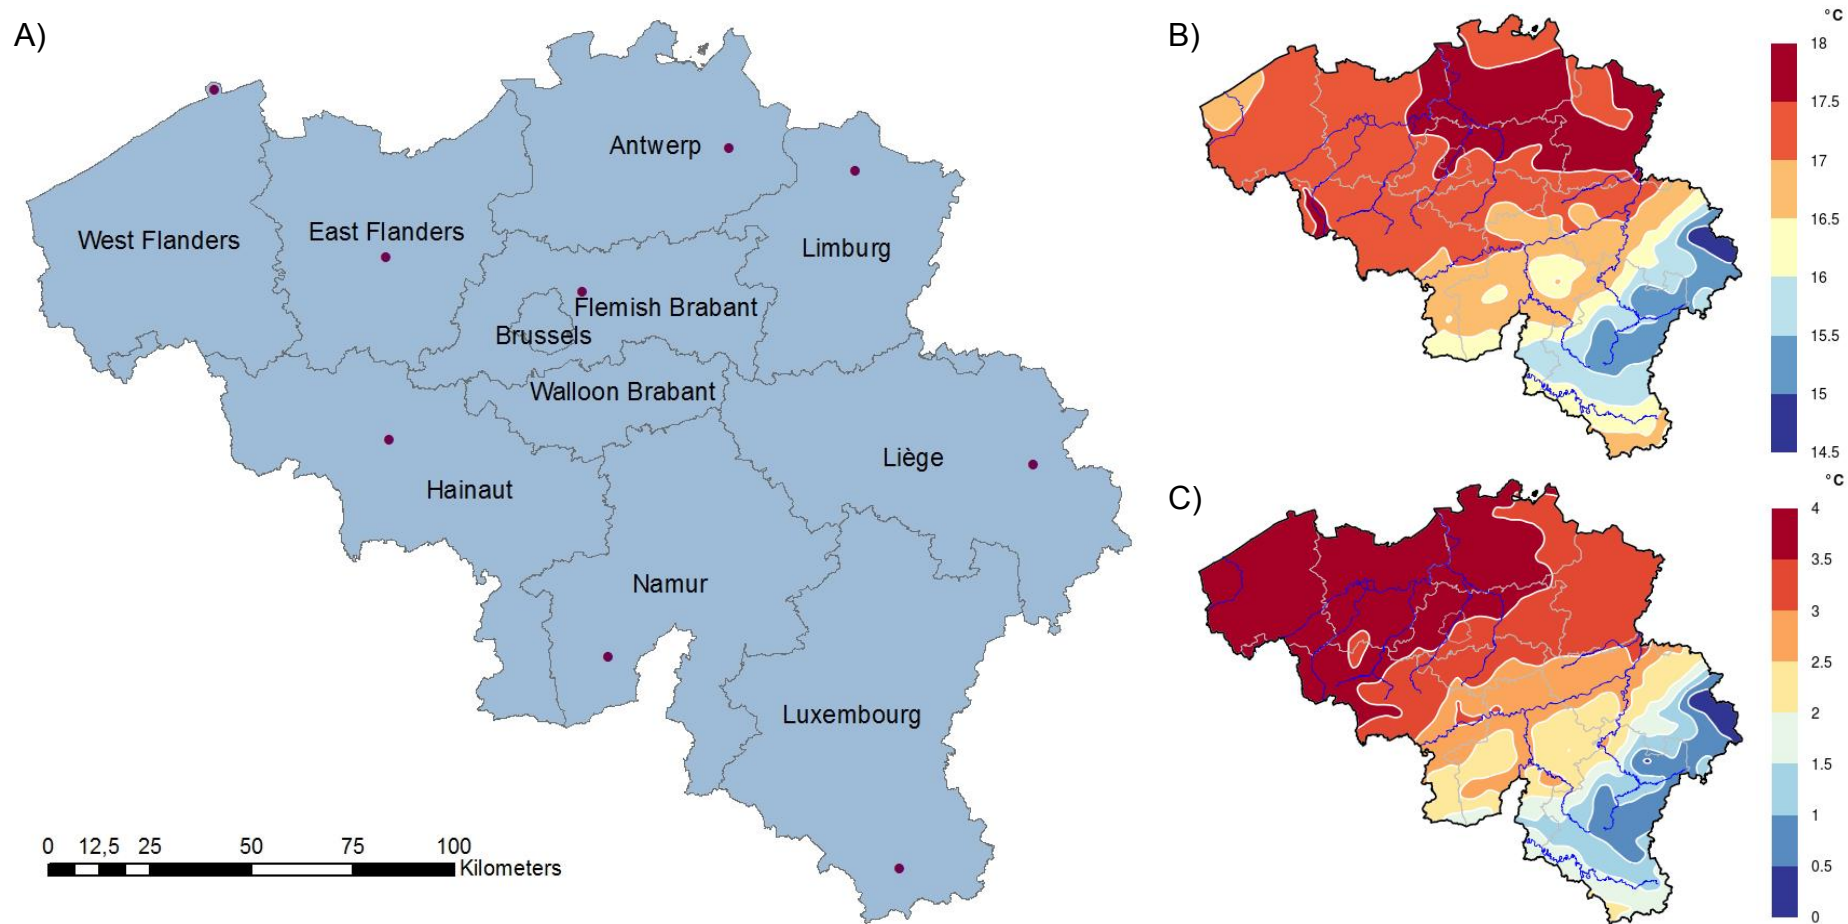 A)
West Flanders
East Flanders
Antwerp
Limburg
Flemish Brabant
Brussels
Walloon Brabant
Hainaut
Liège
Namur
Luxembourg
0 12,5 25 50 75 100
Kilometers
B)
°C
18
17.5
17
16.5
16
15.5
15
14.5
C)
°C
4
3.5
3
2.5
2
1.5
1
0.5
0